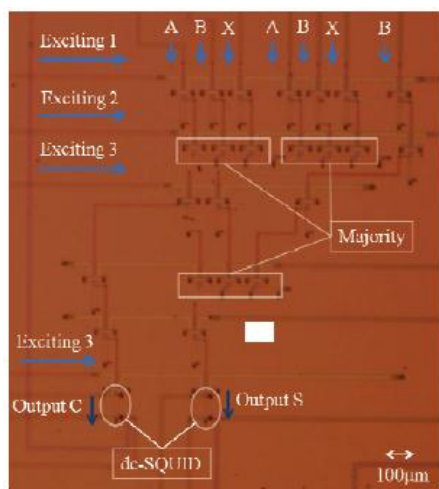 A B X A B X B
Exciting 1
Exciting 2
Exciting 3
Majority
Exciting 3
Output C
Output S
dc-SQUID
100μm